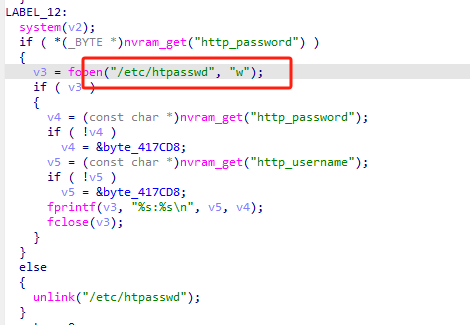 LABEL_12:
system(v2);
if ( *(_BYTE *)nvram_get("http_password") )
{
v3 = fopen("/etc/htpasswd", "w");
if ( v3 )
{
v4 = (const char *)nvram_get("http_password");
if ( !v4 )
v4 = &byte_417CD8;
v5 = (const char *)nvram_get("http_username");
if ( !v5 )
v5 = &byte_417CD8;
fprintf(v3, "%s:%s\n", v5, v4);
fclose(v3);
}
}
else
{
unlink("/etc/htpasswd");
}